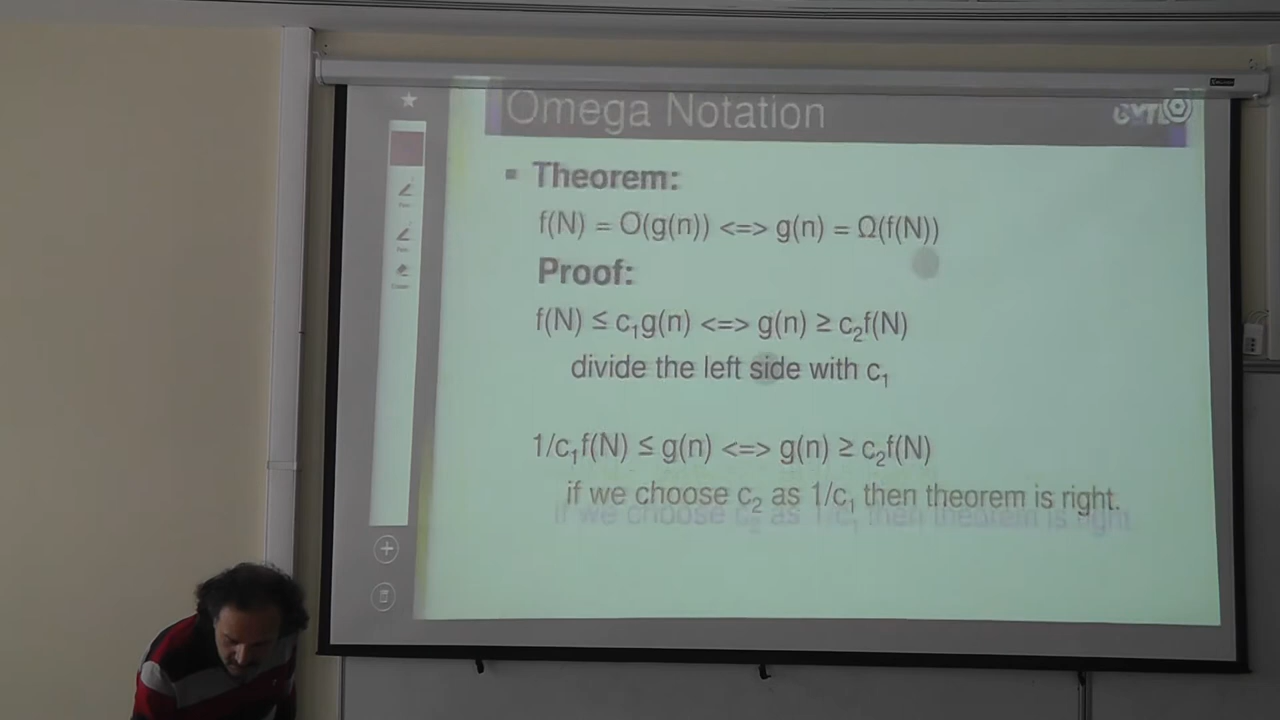 Omega Notation
Theorem:
f(N) = O(g(n)) <=> g(n) = Ω(f(N))
Proof:
f(N) ≤ c₁g(n) <=> g(n) ≥ c₂f(N)
divide the left side with c₁
1/c₁f(N) ≤ g(n) <=> g(n) ≥ c₂f(N)
if we choose c₂ as 1/c₁ then theorem is right.